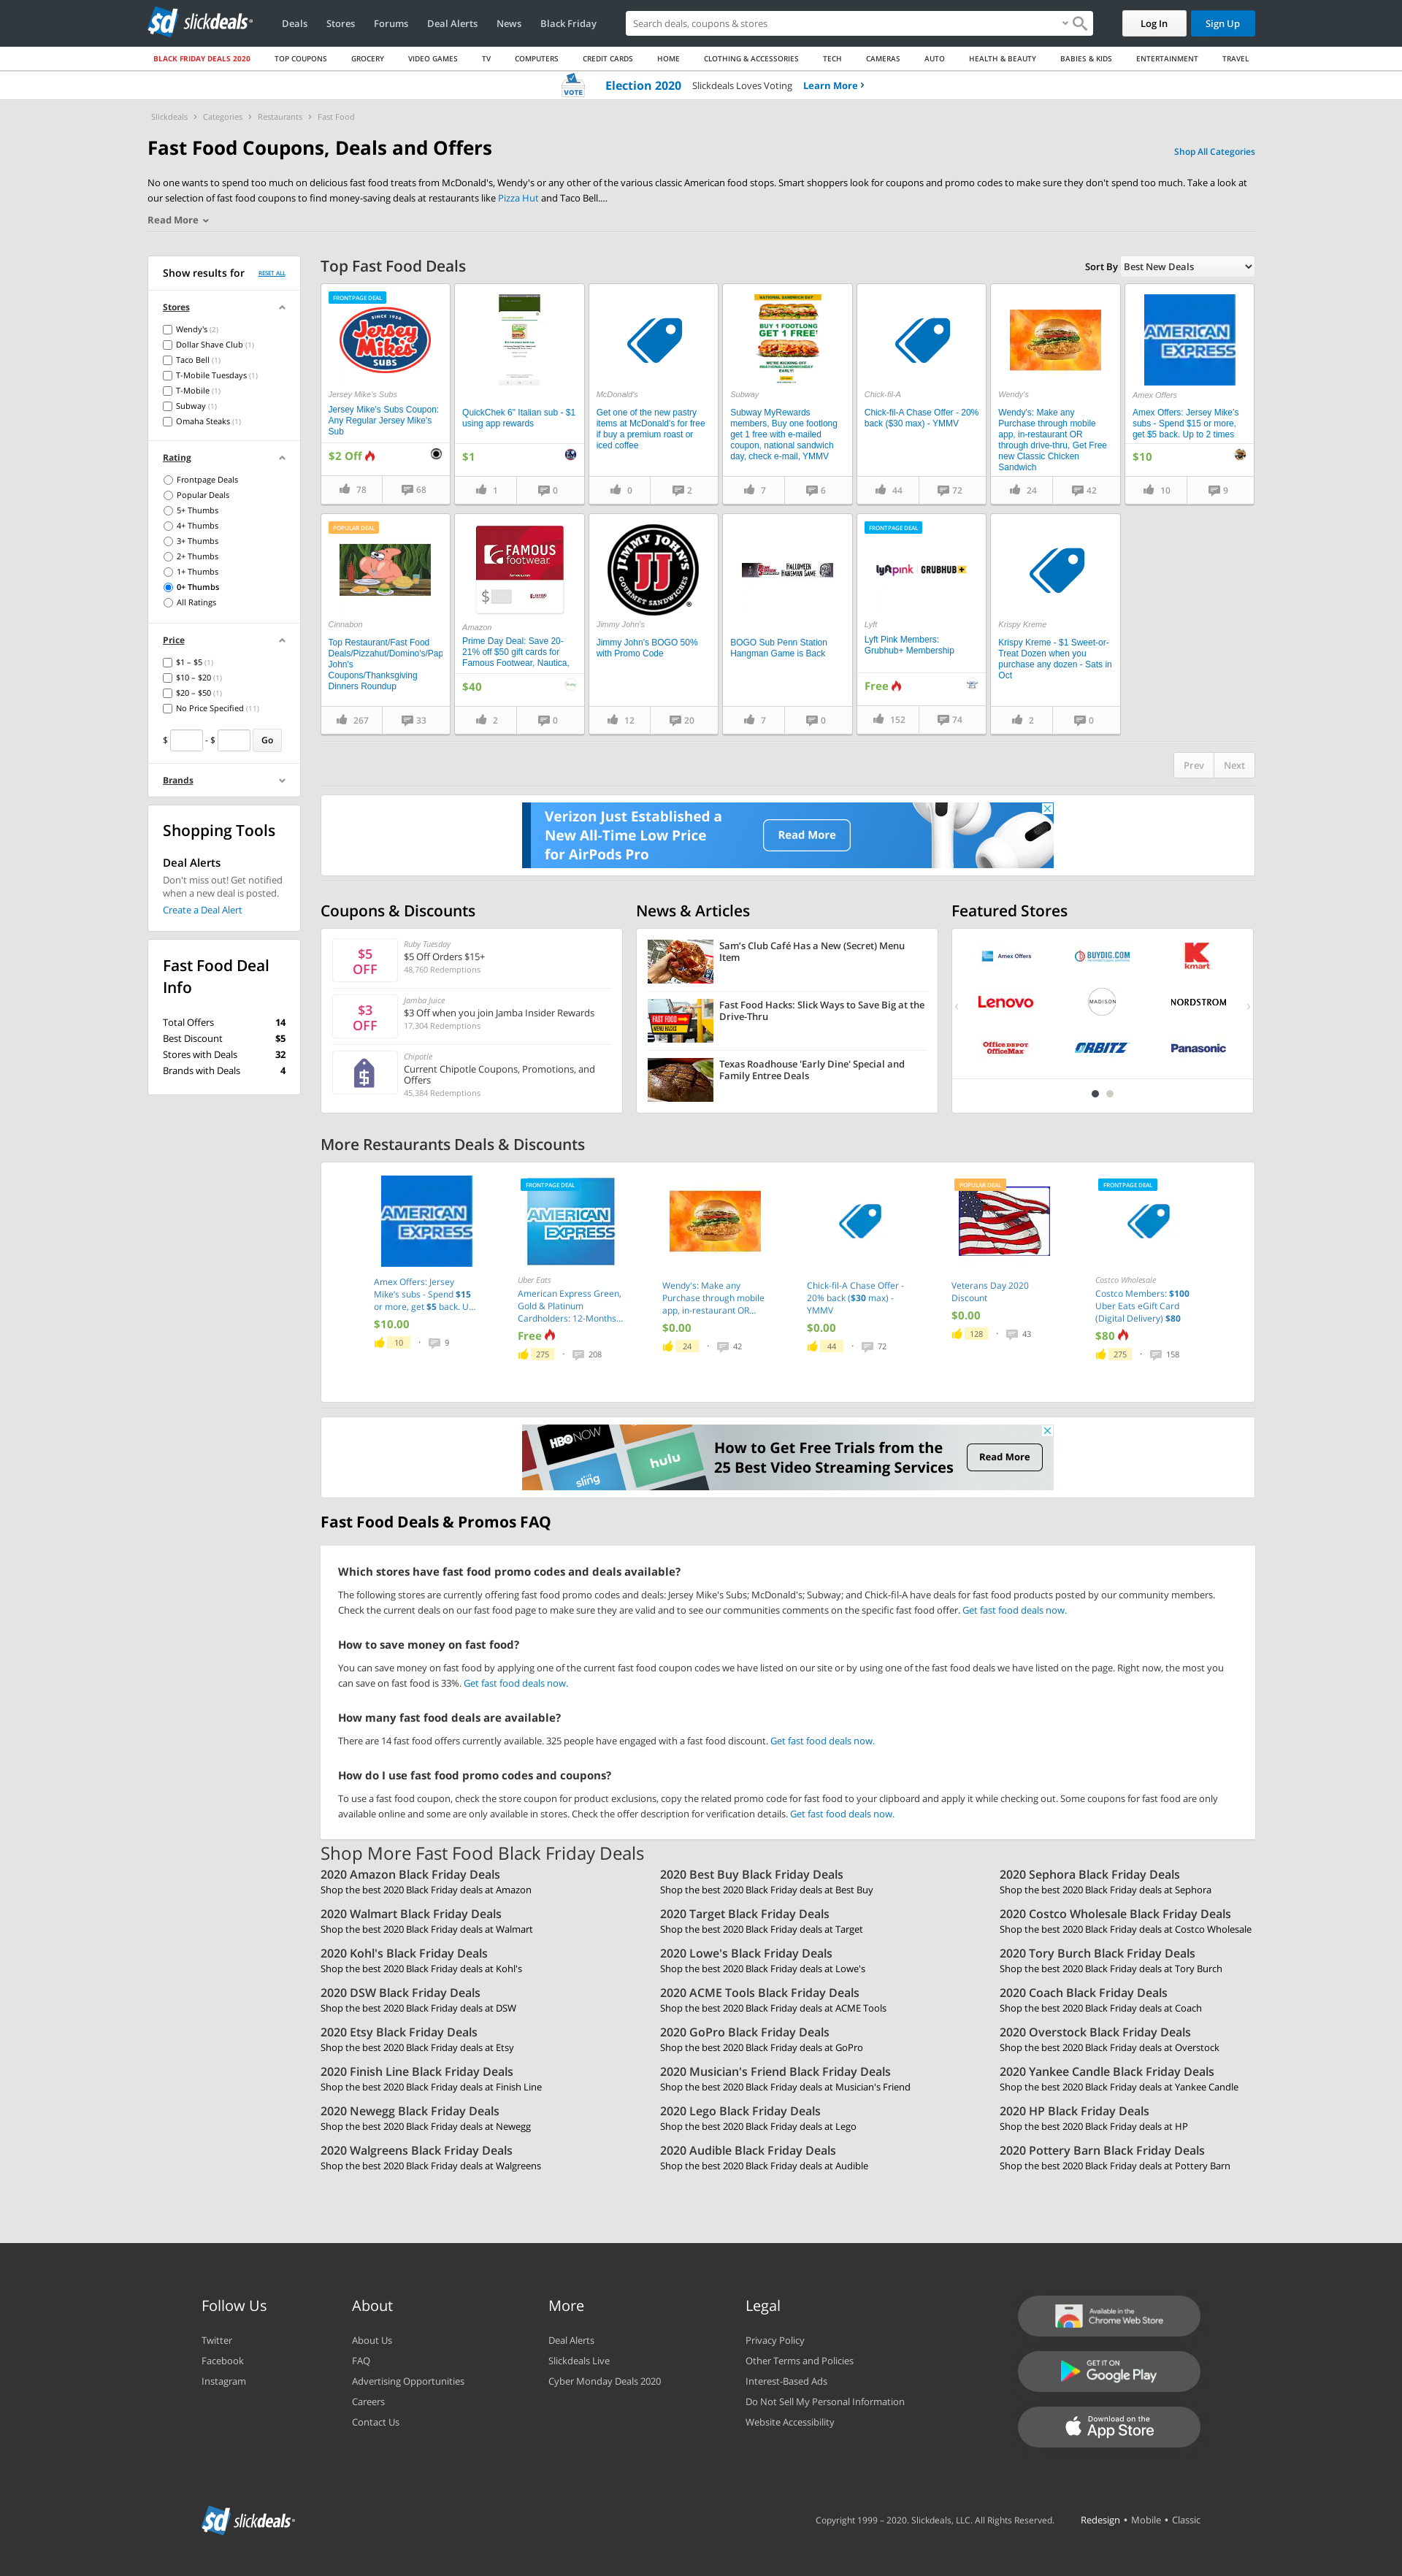 sd slickdeals
Deals Stores Forums Deal Alerts News Black Friday
Search deals, coupons & stores
Log In
Sign Up
BLACK FRIDAY DEALS 2020 TOP COUPONS GROCERY VIDEO GAMES TV COMPUTERS CREDIT CARDS HOME CLOTHING & ACCESSORIES TECH CAMERAS AUTO HEALTH & BEAUTY BABIES & KIDS ENTERTAINMENT TRAVEL
VOTE Election 2020 Slickdeals Loves Voting Learn More ›
Slickdeals › Categories › Restaurants › Fast Food
Fast Food Coupons, Deals and Offers
Shop All Categories
No one wants to spend too much on delicious fast food treats from McDonald's, Wendy's or any other of the various classic American food stops. Smart shoppers look for coupons and promo codes to make sure they don't spend too much. Take a look at
our selection of fast food coupons to find money-saving deals at restaurants like Pizza Hut and Taco Bell....
Read More
Show results for RESET ALL
Stores
Wendy's (2)
Dollar Shave Club (1)
Taco Bell (1)
T-Mobile Tuesdays (1)
T-Mobile (1)
Subway (1)
Omaha Steaks (1)
Rating
Frontpage Deals
Popular Deals
5+ Thumbs
4+ Thumbs
3+ Thumbs
2+ Thumbs
1+ Thumbs
0+ Thumbs
All Ratings
Price
$1 – $5 (1)
$10 – $20 (1)
$20 – $50 (1)
No Price Specified (11)
$ - $ Go
Brands
Shopping Tools
Deal Alerts
Don't miss out! Get notified
when a new deal is posted.
Create a Deal Alert
Fast Food Deal
Info
Total Offers 14
Best Discount $5
Stores with Deals 32
Brands with Deals 4
Top Fast Food Deals
Sort By Best New Deals
FRONTPAGE DEAL
SINCE 1956
Jersey Mike's
SUBS
Jersey Mike's Subs
Jersey Mike's Subs Coupon:
Any Regular Jersey Mike's
Sub
$2 Off
78 68
QuickChek 6" Italian sub - $1
using app rewards
$1
1 0
McDonald's
Get one of the new pastry
items at McDonald's for free
if buy a premium roast or
iced coffee
0 2
NATIONAL SANDWICH DAY
BUY 1 FOOTLONG
GET 1 FREE
Subway
Subway MyRewards
members, Buy one footlong
get 1 free with e-mailed
coupon, national sandwich
day, check e-mail, YMMV
7 6
Chick-fil-A
Chick-fil-A Chase Offer - 20%
back ($30 max) - YMMV
44 72
Wendy's
Wendy's: Make any
Purchase through mobile
app, in-restaurant OR
through drive-thru, Get Free
new Classic Chicken
Sandwich
24 42
AMERICAN
EXPRESS
Amex Offers
Amex Offers: Jersey Mike's
subs - Spend $15 or more,
get $5 back. Up to 2 times
$10
10 9
POPULAR DEAL
Cinnabon
Top Restaurant/Fast Food
Deals/Pizzahut/Domino's/Pap
John's
Coupons/Thanksgiving
Dinners Roundup
267 33
FAMOUS
footwear
$
Amazon
Prime Day Deal: Save 20-
21% off $50 gift cards for
Famous Footwear, Nautica,
$40
2 0
JIMMY JOHN'S
JJ
GOURMET SANDWICHES
Jimmy John's
Jimmy John's BOGO 50%
with Promo Code
12 20
HALLOWEEN
HANGMAN GAME
BOGO Sub Penn Station
Hangman Game is Back
7 0
FRONTPAGE DEAL
lyft pink GRUBHUB+
Lyft
Lyft Pink Members:
Grubhub+ Membership
Free
152 74
Krispy Kreme
Krispy Kreme - $1 Sweet-or-
Treat Dozen when you
purchase any dozen - Sats in
Oct
2 0
Prev Next
Verizon Just Established a
New All-Time Low Price
for AirPods Pro
Read More
Coupons & Discounts
$5
OFF
Ruby Tuesday
$5 Off Orders $15+
48,760 Redemptions
$3
OFF
Jamba Juice
$3 Off when you join Jamba Insider Rewards
17,304 Redemptions
Chipotle
Current Chipotle Coupons, Promotions, and
Offers
45,384 Redemptions
News & Articles
Sam's Club Café Has a New (Secret) Menu
Item
FAST FOOD
MENU HACKS
Fast Food Hacks: Slick Ways to Save Big at the
Drive-Thru
Texas Roadhouse 'Early Dine' Special and
Family Entree Deals
Featured Stores
Amex Offers
BUYDIG.COM
K
kmart
Lenovo
MADISON
NORDSTROM
Office DEPOT
OfficeMax
ORBITZ
Panasonic
More Restaurants Deals & Discounts
AMERICAN
EXPRESS
Amex Offers: Jersey
Mike's subs - Spend $15
or more, get $5 back. U...
$10.00
10 · 9
FRONTPAGE DEAL
AMERICAN
EXPRESS
Uber Eats
American Express Green,
Gold & Platinum
Cardholders: 12-Months...
Free
275 · 208
Wendy's: Make any
Purchase through mobile
app, in-restaurant OR...
$0.00
24 · 42
Chick-fil-A Chase Offer -
20% back ($30 max) -
YMMV
$0.00
44 · 72
POPULAR DEAL
Veterans Day 2020
Discount
$0.00
128 · 43
FRONTPAGE DEAL
Costco Wholesale
Costco Members: $100
Uber Eats eGift Card
(Digital Delivery) $80
$80
275 · 158
HBO NOW
hulu
sling
How to Get Free Trials from the
25 Best Video Streaming Services
Read More
Fast Food Deals & Promos FAQ
Which stores have fast food promo codes and deals available?
The following stores are currently offering fast food promo codes and deals: Jersey Mike's Subs; McDonald's; Subway; and Chick-fil-A have deals for fast food products posted by our community members.
Check the current deals on our fast food page to make sure they are valid and to see our communities comments on the specific fast food offer. Get fast food deals now.
How to save money on fast food?
You can save money on fast food by applying one of the current fast food coupon codes we have listed on our site or by using one of the fast food deals we have listed on the page. Right now, the most you
can save on fast food is 33%. Get fast food deals now.
How many fast food deals are available?
There are 14 fast food offers currently available. 325 people have engaged with a fast food discount. Get fast food deals now.
How do I use fast food promo codes and coupons?
To use a fast food coupon, check the store coupon for product exclusions, copy the related promo code for fast food to your clipboard and apply it while checking out. Some coupons for fast food are only
available online and some are only available in stores. Check the offer description for verification details. Get fast food deals now.
Shop More Fast Food Black Friday Deals
2020 Amazon Black Friday Deals
Shop the best 2020 Black Friday deals at Amazon
2020 Best Buy Black Friday Deals
Shop the best 2020 Black Friday deals at Best Buy
2020 Sephora Black Friday Deals
Shop the best 2020 Black Friday deals at Sephora
2020 Walmart Black Friday Deals
Shop the best 2020 Black Friday deals at Walmart
2020 Target Black Friday Deals
Shop the best 2020 Black Friday deals at Target
2020 Costco Wholesale Black Friday Deals
Shop the best 2020 Black Friday deals at Costco Wholesale
2020 Kohl's Black Friday Deals
Shop the best 2020 Black Friday deals at Kohl's
2020 Lowe's Black Friday Deals
Shop the best 2020 Black Friday deals at Lowe's
2020 Tory Burch Black Friday Deals
Shop the best 2020 Black Friday deals at Tory Burch
2020 DSW Black Friday Deals
Shop the best 2020 Black Friday deals at DSW
2020 ACME Tools Black Friday Deals
Shop the best 2020 Black Friday deals at ACME Tools
2020 Coach Black Friday Deals
Shop the best 2020 Black Friday deals at Coach
2020 Etsy Black Friday Deals
Shop the best 2020 Black Friday deals at Etsy
2020 GoPro Black Friday Deals
Shop the best 2020 Black Friday deals at GoPro
2020 Overstock Black Friday Deals
Shop the best 2020 Black Friday deals at Overstock
2020 Finish Line Black Friday Deals
Shop the best 2020 Black Friday deals at Finish Line
2020 Musician's Friend Black Friday Deals
Shop the best 2020 Black Friday deals at Musician's Friend
2020 Yankee Candle Black Friday Deals
Shop the best 2020 Black Friday deals at Yankee Candle
2020 Newegg Black Friday Deals
Shop the best 2020 Black Friday deals at Newegg
2020 Lego Black Friday Deals
Shop the best 2020 Black Friday deals at Lego
2020 HP Black Friday Deals
Shop the best 2020 Black Friday deals at HP
2020 Walgreens Black Friday Deals
Shop the best 2020 Black Friday deals at Walgreens
2020 Audible Black Friday Deals
Shop the best 2020 Black Friday deals at Audible
2020 Pottery Barn Black Friday Deals
Shop the best 2020 Black Friday deals at Pottery Barn
Follow Us
Twitter
Facebook
Instagram
About
About Us
FAQ
Advertising Opportunities
Careers
Contact Us
More
Deal Alerts
Slickdeals Live
Cyber Monday Deals 2020
Legal
Privacy Policy
Other Terms and Policies
Interest-Based Ads
Do Not Sell My Personal Information
Website Accessibility
Available in the
Chrome Web Store
GET IT ON
Google Play
Download on the
App Store
sd slickdeals
Copyright 1999 – 2020. Slickdeals, LLC. All Rights Reserved. Redesign • Mobile • Classic